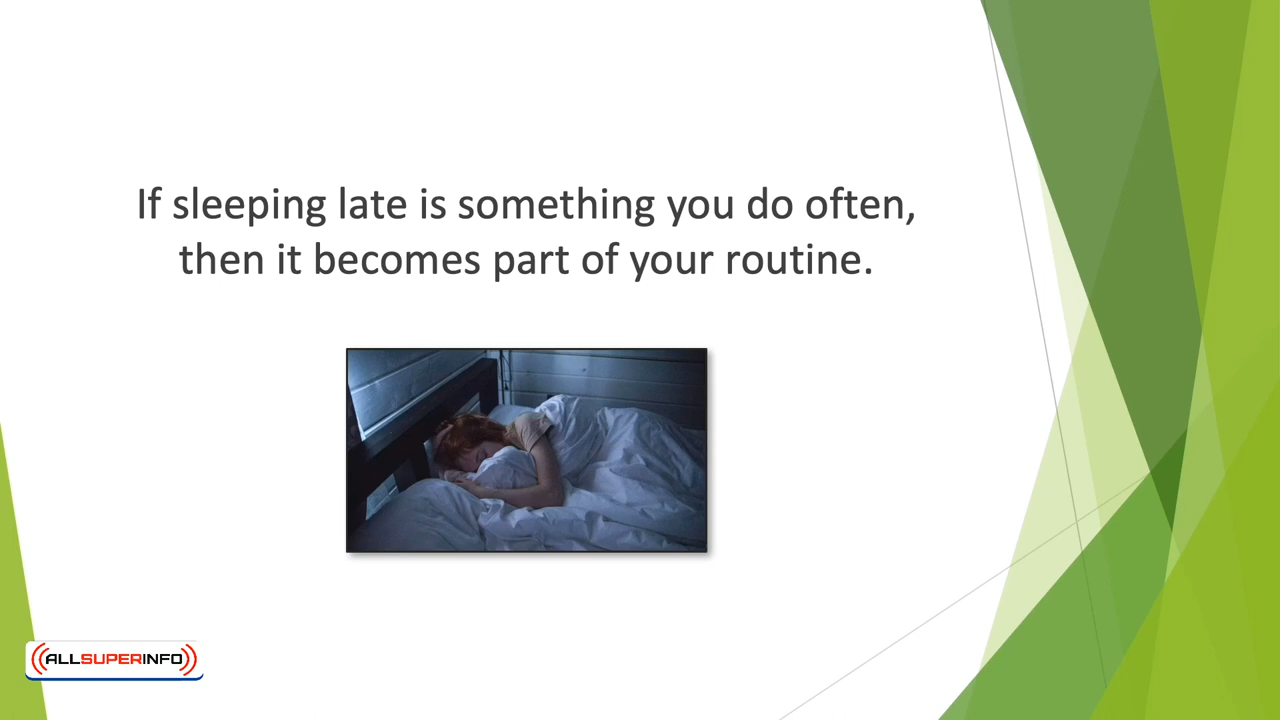 If sleeping late is something you do often,
then it becomes part of your routine.
((ALLSUPERINFO))